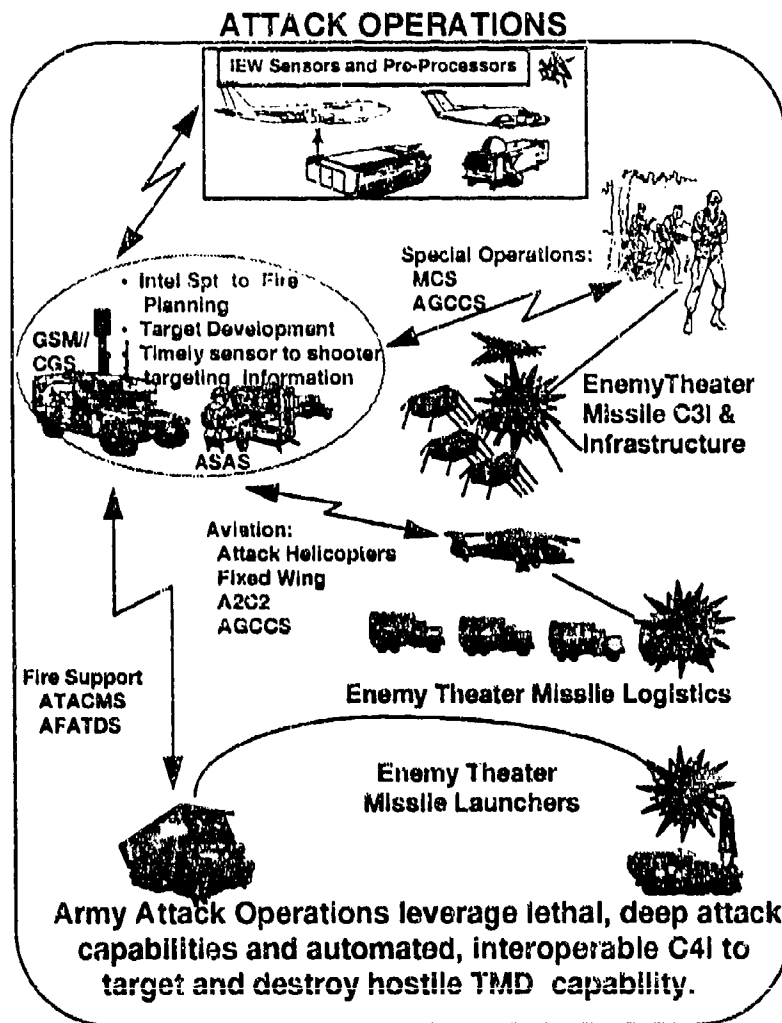 ATTACK OPERATIONS
IEW Sensors and Pre-Processors
• Intel Spt to Fire
Planning
• Target Development
• Timely sensor to shooter
targeting Information
GSM//
CGS
ASAS
Special Operations:
MCS
AGCCS
Enemy Theater
Missile C3I &
Infrastructure
Aviation:
Attack Helicopters
Fixed Wing
A2C2
AGCCS
Enemy Theater Missile Logistics
Fire Support
ATACMS
AFATDS
Enemy Theater
Missile Launchers
Army Attack Operations leverage lethal, deep attack
capabilities and automated, interoperable C4I to
target and destroy hostile TMD capability.